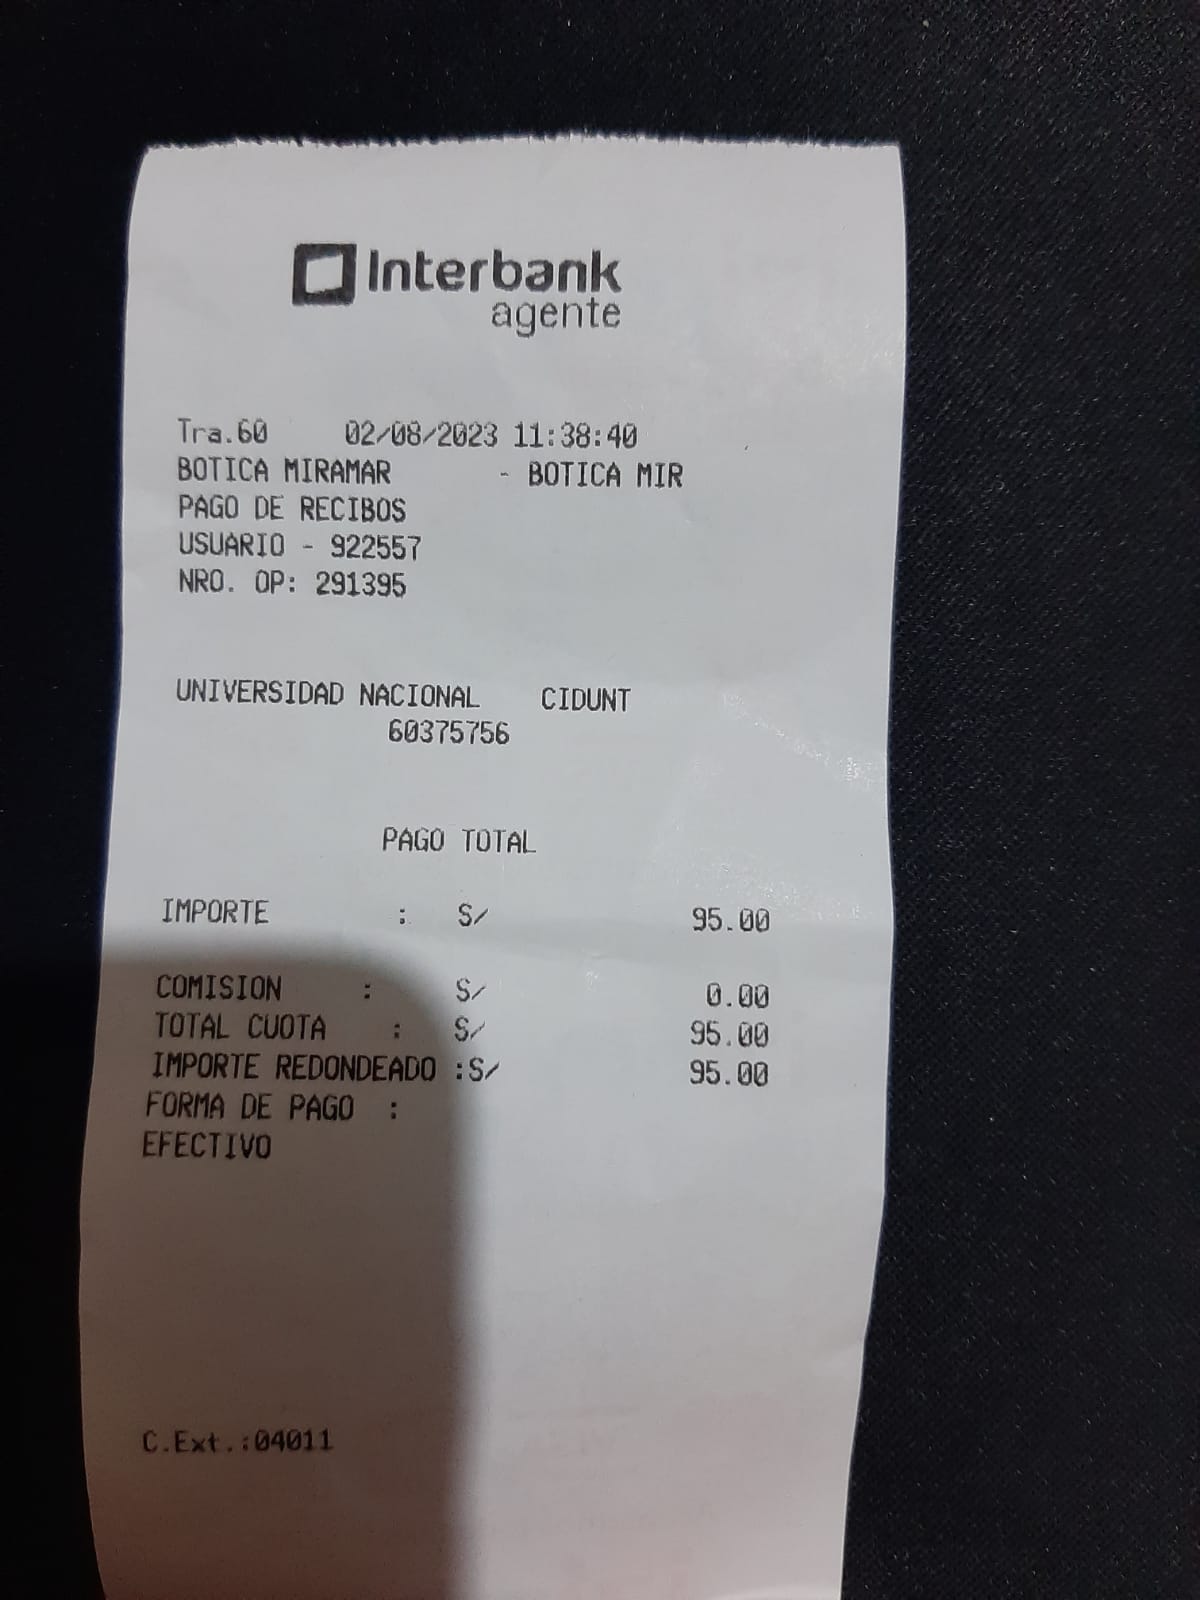 Interbank
agente
Tra.60 02/08/2023 11:38:40
BOTICA MIRAMAR - BOTICA MIR
PAGO DE RECIBOS
USUARIO - 922557
NRO. OP: 291395
UNIVERSIDAD NACIONAL CIDUNT
60375756
PAGO TOTAL
IMPORTE : S/ 95.00
COMISION : S/ 0.00
TOTAL CUOTA : S/ 95.00
IMPORTE REDONDEADO :S/ 95.00
FORMA DE PAGO :
EFECTIVO
C.Ext.:04011